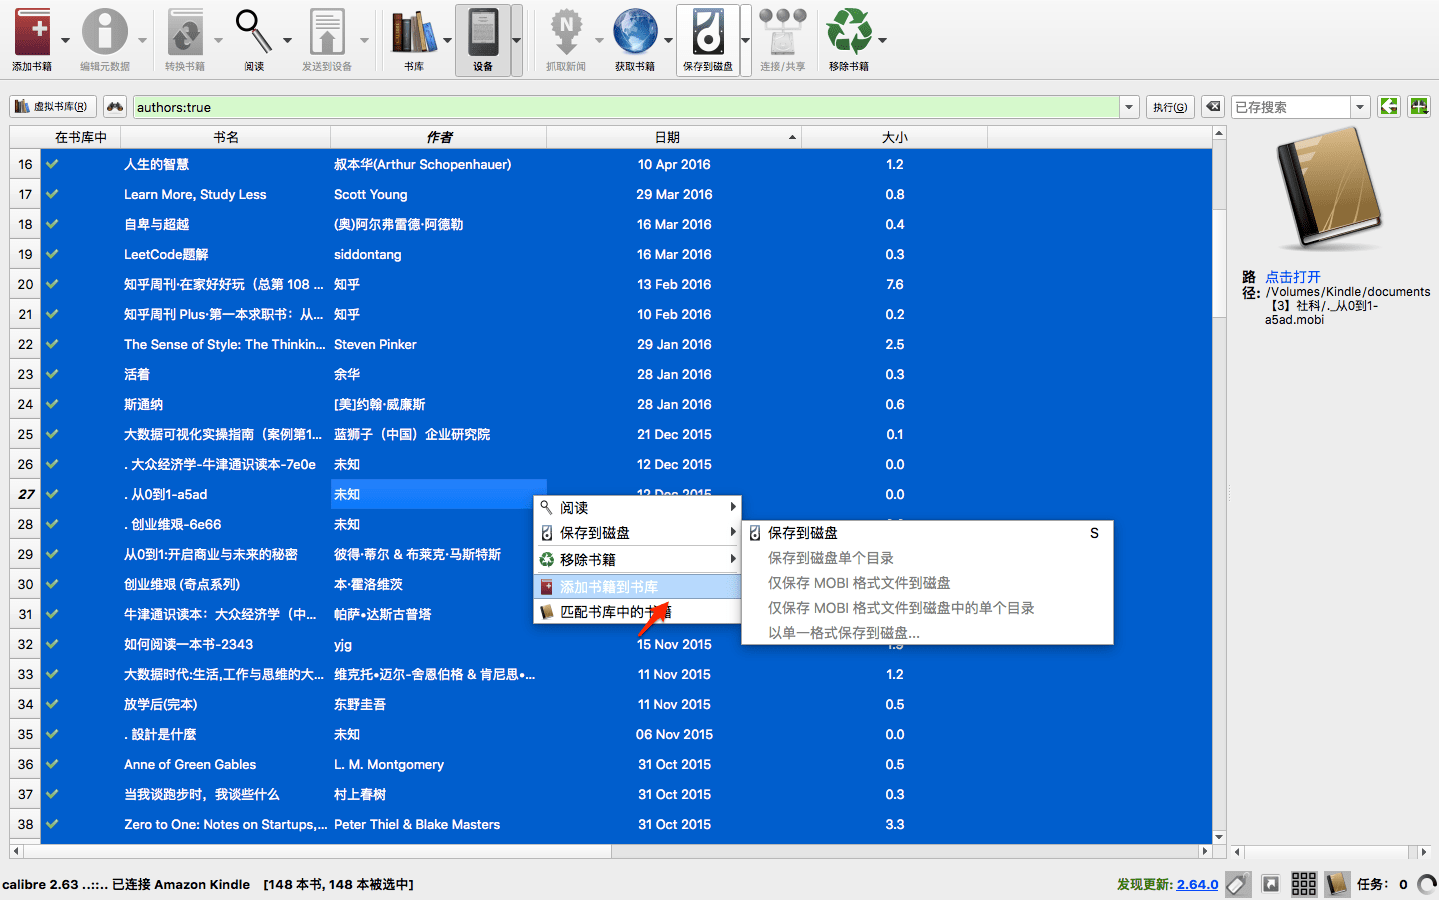 添加书籍 编辑元数据 转换书籍 阅读 发送到设备 书库 设备 抓取新闻 获取书籍 保存到磁盘 连接/共享 移除书籍
虚拟书库(R) authors:true 执行(G) 已存搜索
在书库中 书名 作者 日期 大小
16 人生的智慧 叔本华(Arthur Schopenhauer) 10 Apr 2016 1.2
17 Learn More, Study Less Scott Young 29 Mar 2016 0.8
18 自卑与超越 (奥)阿尔弗雷德·阿德勒 16 Mar 2016 0.4
19 LeetCode题解 siddontang 16 Mar 2016 0.3
20 知乎周刊·在家好好玩（总第 108 ... 知乎 13 Feb 2016 7.6
21 知乎周刊 Plus·第一本求职书：从... 知乎 10 Feb 2016 0.2
22 The Sense of Style: The Thinkin... Steven Pinker 29 Jan 2016 2.5
23 活着 余华 28 Jan 2016 0.3
24 斯通纳 [美]约翰·威廉斯 28 Jan 2016 0.6
25 大数据可视化实操指南（案例第1... 蓝狮子（中国）企业研究院 21 Dec 2015 0.1
26 . 大众经济学-牛津通识读本-7e0e 未知 12 Dec 2015 0.0
27 . 从0到1-a5ad 未知 12 Dec 2015 0.0
28 . 创业维艰-6e66 未知
29 从0到1:开启商业与未来的秘密 彼得·蒂尔 & 布莱克·马斯特斯
30 创业维艰 (奇点系列) 本·霍洛维茨
31 牛津通识读本：大众经济学（中... 帕萨•达斯古普塔
32 如何阅读一本书-2343 yjg 15 Nov 2015
33 大数据时代:生活,工作与思维的大... 维克托•迈尔-舍恩伯格 & 肯尼思•... 11 Nov 2015 1.2
34 放学后(完本) 东野圭吾 11 Nov 2015 0.5
35 . 設計是什麼 未知 06 Nov 2015 0.0
36 Anne of Green Gables L. M. Montgomery 31 Oct 2015 0.5
37 当我谈跑步时，我谈些什么 村上春树 31 Oct 2015 0.3
38 Zero to One: Notes on Startups,... Peter Thiel & Blake Masters 31 Oct 2015 3.3
阅读
保存到磁盘
移除书籍
添加书籍到书库
匹配书库中的书籍
保存到磁盘 S
保存到磁盘单个目录
仅保存 MOBI 格式文件到磁盘
仅保存 MOBI 格式文件到磁盘中的单个目录
以单一格式保存到磁盘...
路径: 点击打开
/Volumes/Kindle/documents
【3】社科/._从0到1-
a5ad.mobi
calibre 2.63 ..::.. 已连接 Amazon Kindle [148 本书, 148 本被选中] 发现更新: 2.64.0 任务： 0